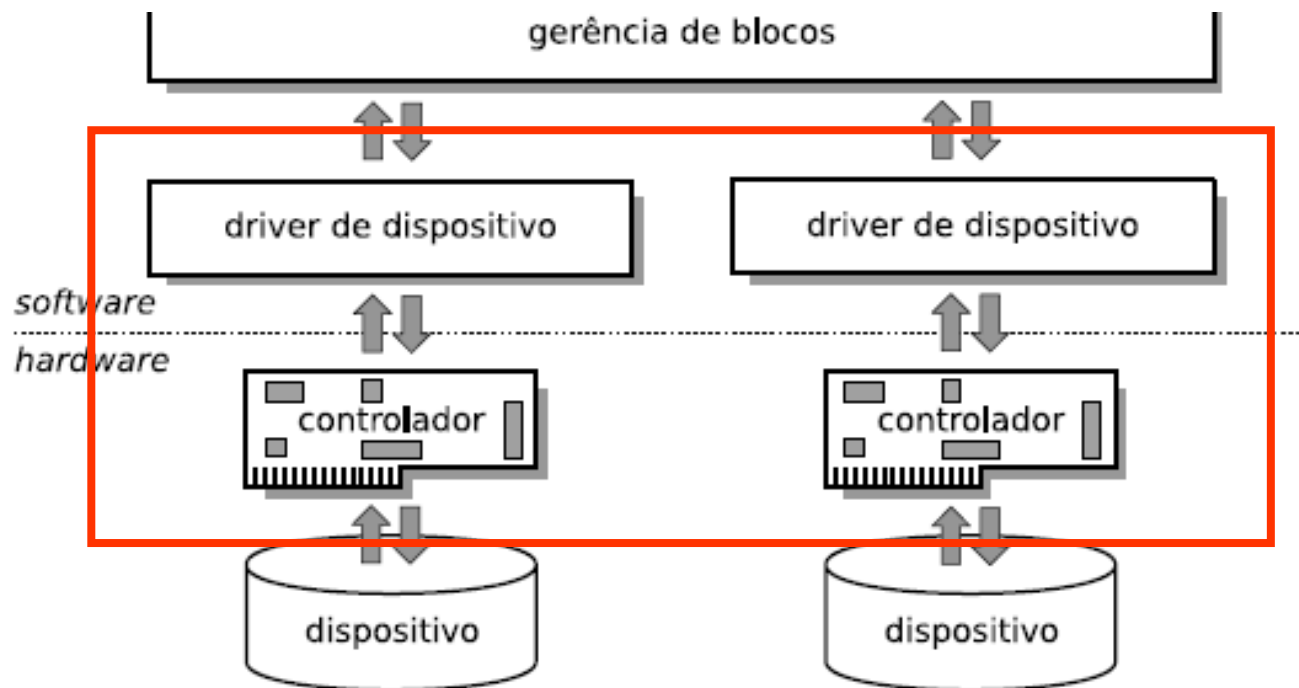 gerência de blocos
driver de dispositivo
driver de dispositivo
software
hardware
controlador
controlador
dispositivo
dispositivo